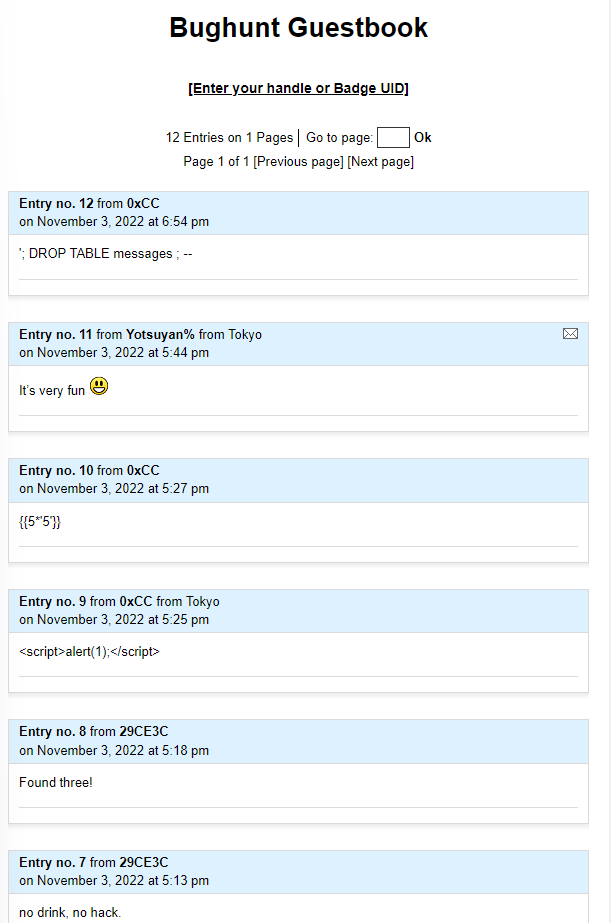 Bughunt Guestbook
[Enter your handle or Badge UID]
12 Entries on 1 Pages | Go to page: Ok
Page 1 of 1 [Previous page] [Next page]
Entry no. 12 from 0xCC
on November 3, 2022 at 6:54 pm
'; DROP TABLE messages ; --
Entry no. 11 from Yotsuyan% from Tokyo
on November 3, 2022 at 5:44 pm
It's very fun
Entry no. 10 from 0xCC
on November 3, 2022 at 5:27 pm
{{5*'5'}}
Entry no. 9 from 0xCC from Tokyo
on November 3, 2022 at 5:25 pm
<script>alert(1);</script>
Entry no. 8 from 29CE3C
on November 3, 2022 at 5:18 pm
Found three!
Entry no. 7 from 29CE3C
on November 3, 2022 at 5:13 pm
no drink, no hack.